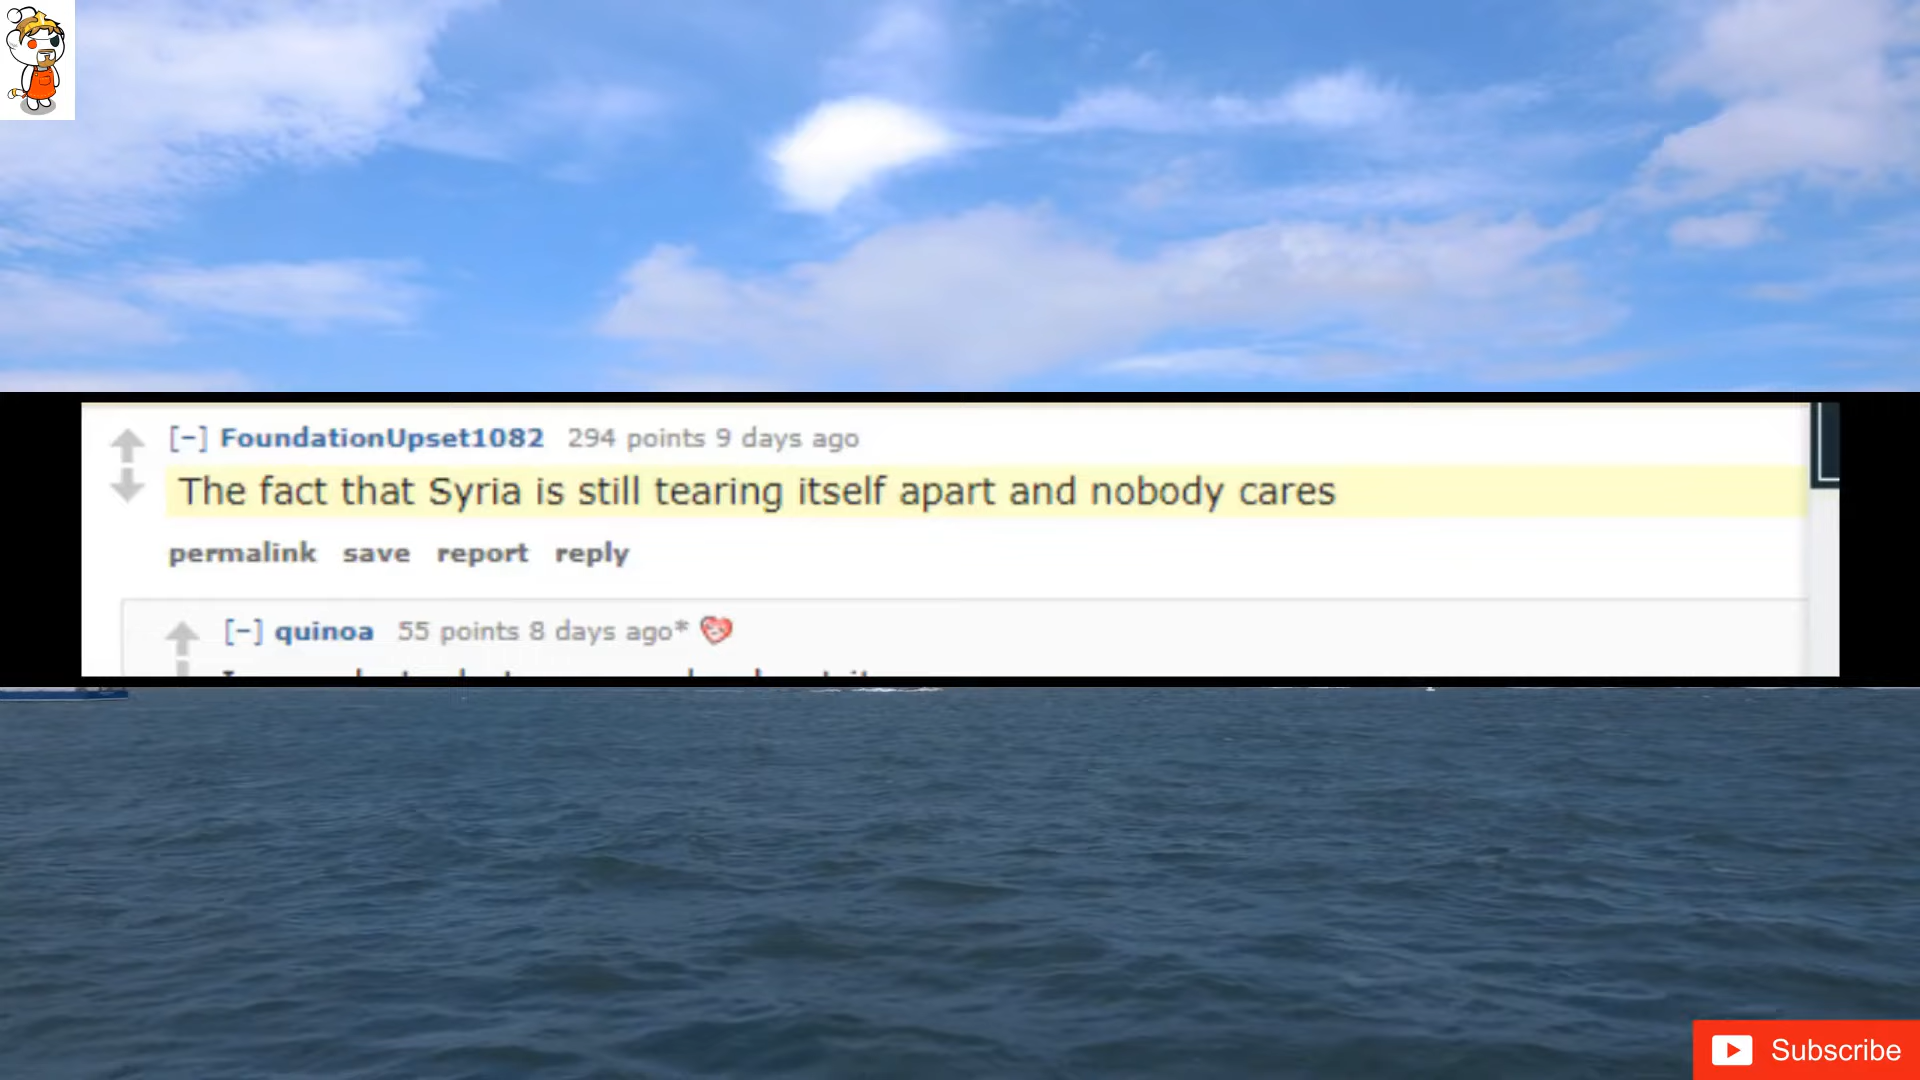 [-] FoundationUpset1082 294 points 9 days ago
The fact that Syria is still tearing itself apart and nobody cares
permalink save report reply
[-] quinoa 55 points 8 days ago*
Subscribe